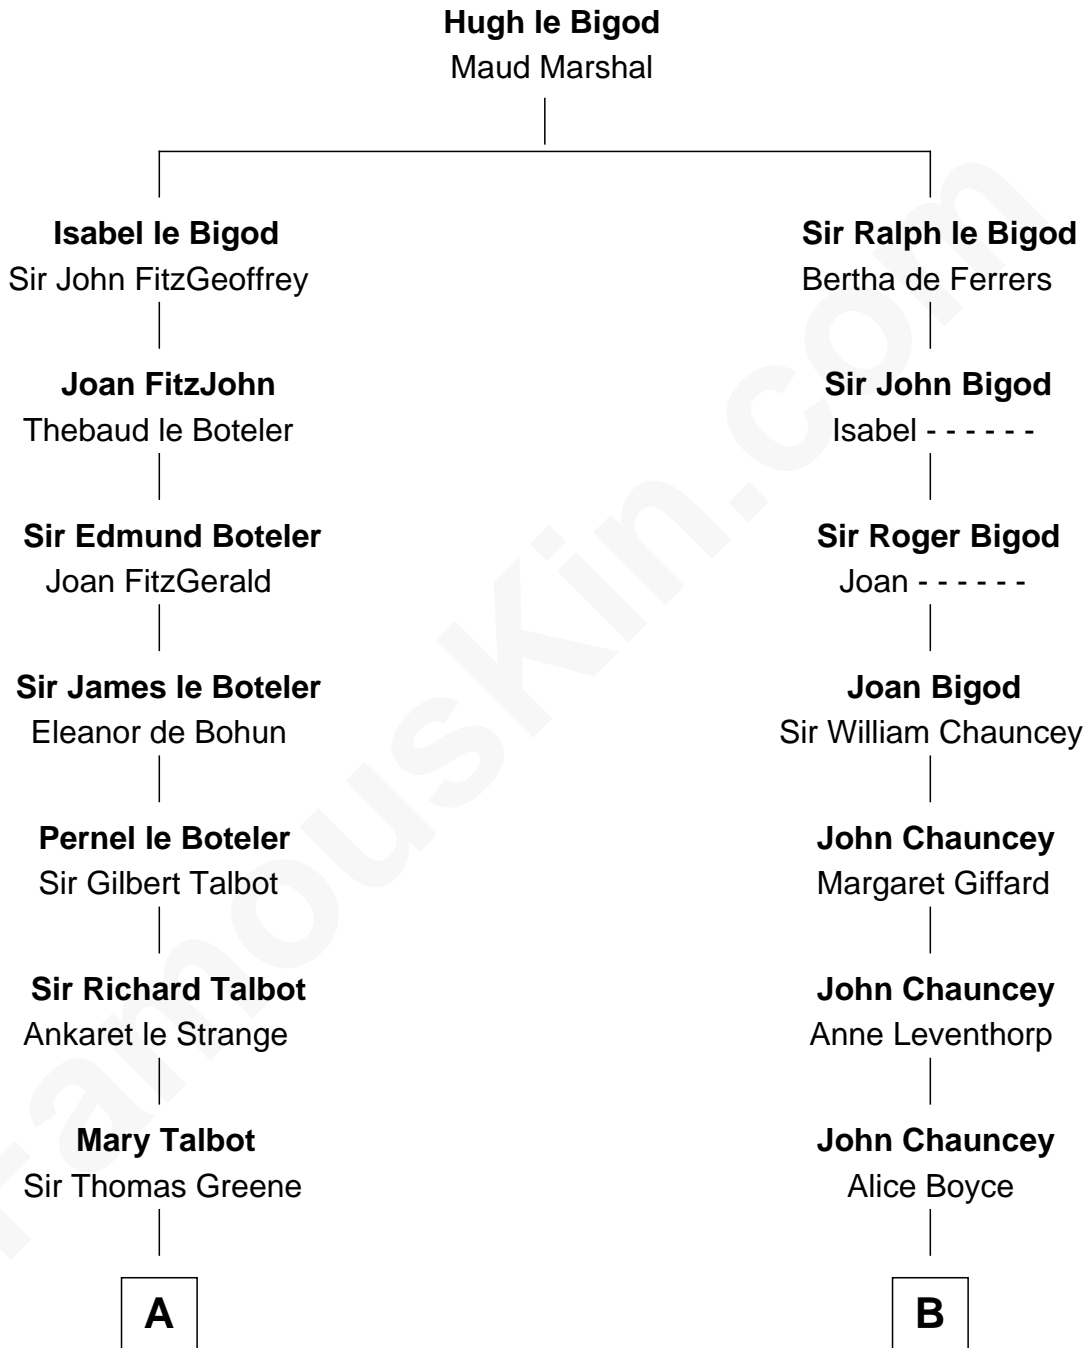 Hugh le Bigod
Maud Marshal
Isabel le Bigod
Sir John FitzGeoffrey
Joan FitzJohn
Thebaud le Boteler
Sir Edmund Boteler
Joan FitzGerald
Sir James le Boteler
Eleanor de Bohun
Pernel le Boteler
Sir Gilbert Talbot
Sir Richard Talbot
Ankaret le Strange
Mary Talbot
Sir Thomas Greene
A
Sir Ralph le Bigod
Bertha de Ferrers
Sir John Bigod
Isabel - - - - - -
Sir Roger Bigod
Joan - - - - - -
Joan Bigod
Sir William Chauncey
John Chauncey
Margaret Giffard
John Chauncey
Anne Leventhorp
John Chauncey
Alice Boyce
B
FamousKin.com